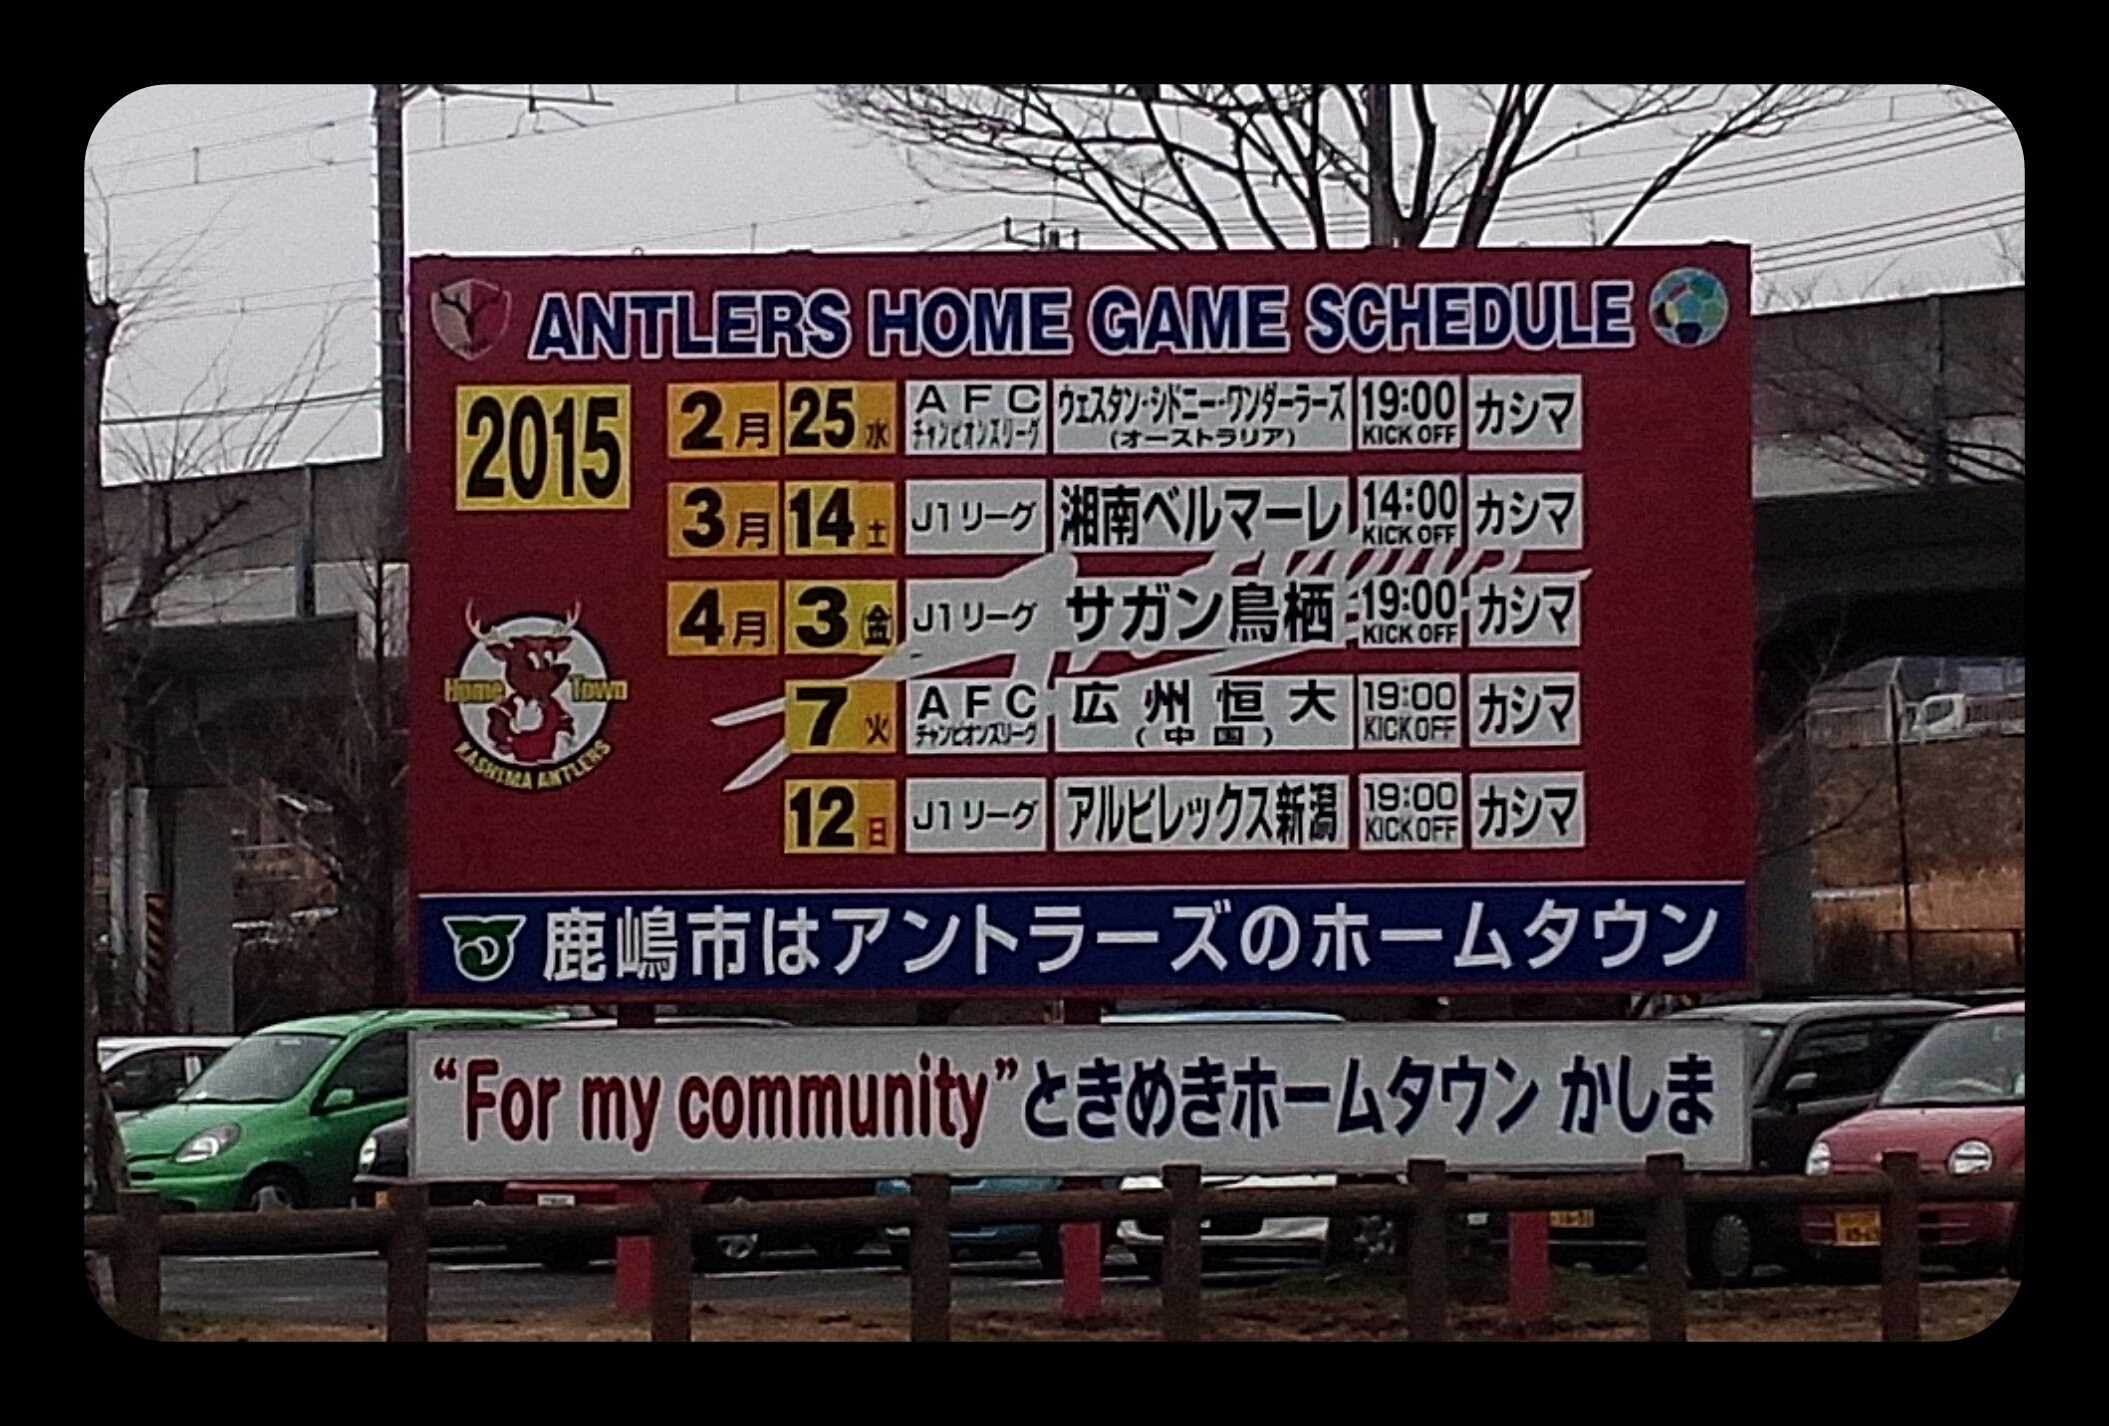 ANTLERS HOME GAME SCHEDULE
2015
2月 25水 AFC チャンピオンズリーグ ウェスタン・シドニー・ワンダーラーズ (オーストラリア) 19:00 KICK OFF カシマ
3月 14土 J1リーグ 湘南ベルマーレ 14:00 KICK OFF カシマ
4月 3(金) J1リーグ サガン鳥栖 19:00 KICK OFF カシマ
7火 AFC チャンピオンズリーグ 広州恒大 (中国) 19:00 KICK OFF カシマ
12日 J1リーグ アルビレックス新潟 19:00 KICK OFF カシマ
Home Town
KASHIMA ANTLERS
鹿嶋市はアントラーズのホームタウン
“For my community”ときめきホームタウン かしま